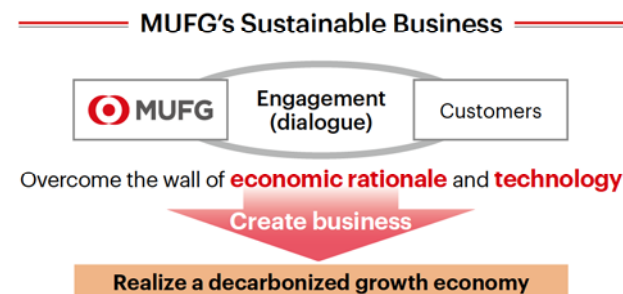 MUFG's Sustainable Business
MUFG
Engagement
(dialogue)
Customers
Overcome the wall of economic rationale and technology
Create business
Realize a decarbonized growth economy